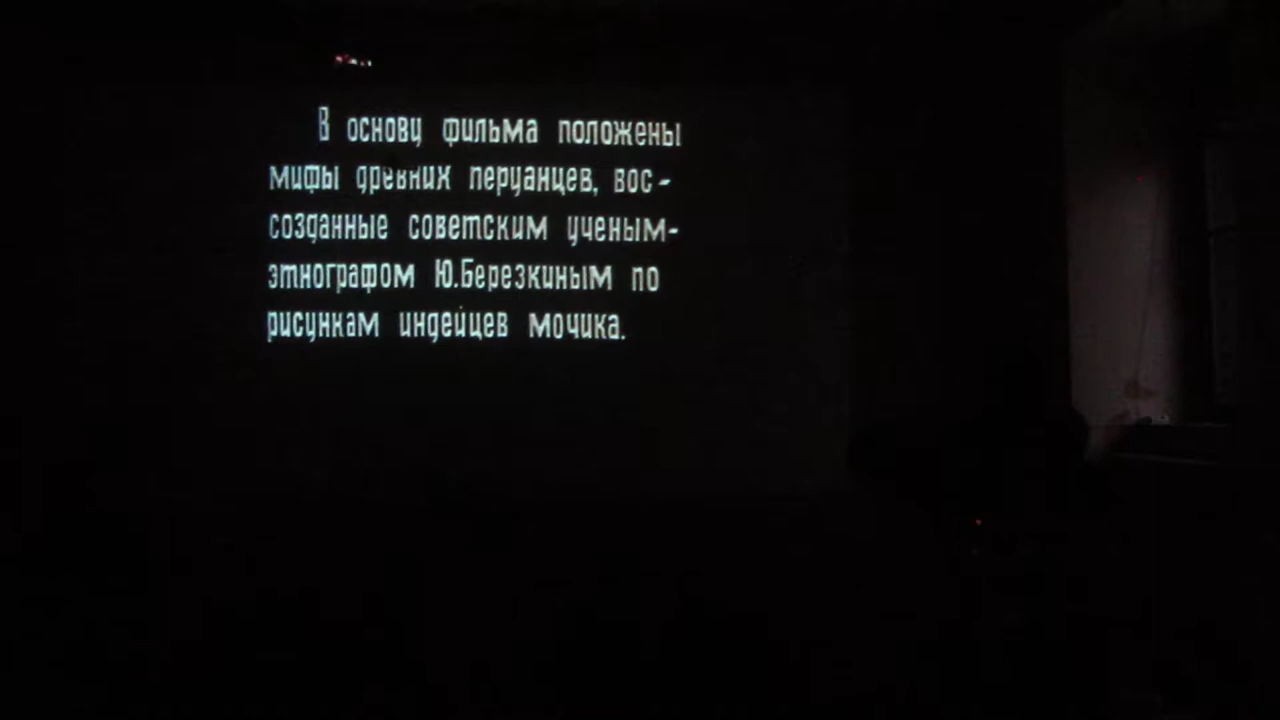 В основу фильма положены
мифы древних перуанцев, вос-
созданные советским ученым-
этнографом Ю.Березкиным по
рисункам индейцев мочика.